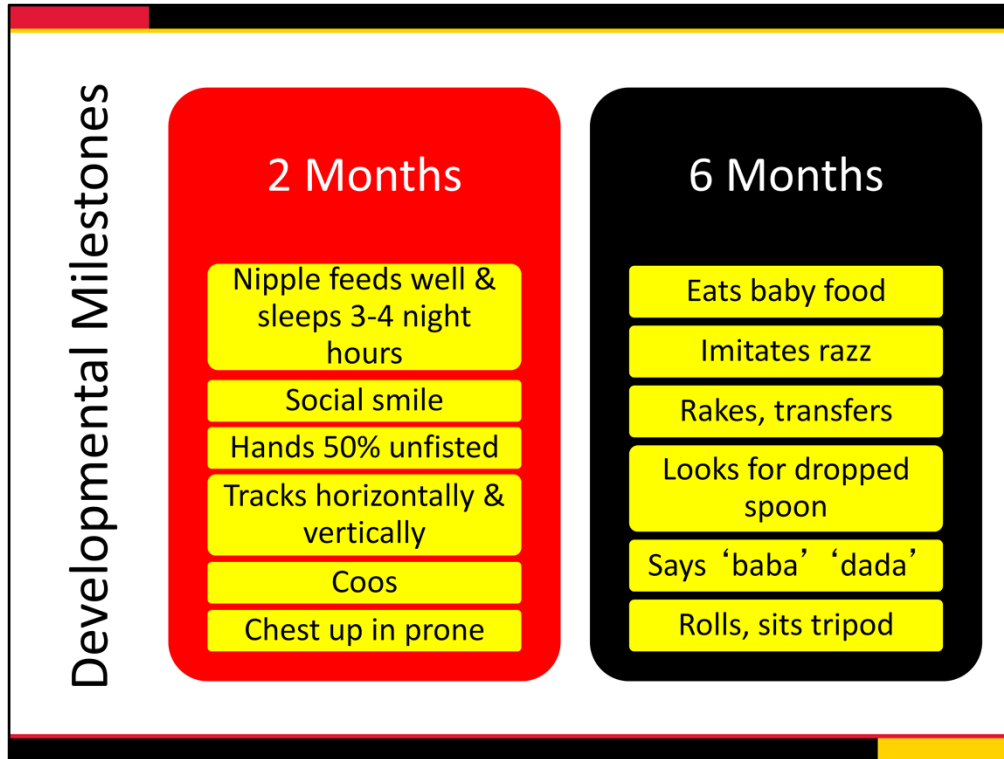 Developmental Milestones
2 Months
Nipple feeds well &
sleeps 3-4 night
hours
Social smile
Hands 50% unfisted
Tracks horizontally &
vertically
Coos
Chest up in prone
6 Months
Eats baby food
Imitates razz
Rakes, transfers
Looks for dropped
spoon
Says ‘baba’ ‘dada’
Rolls, sits tripod